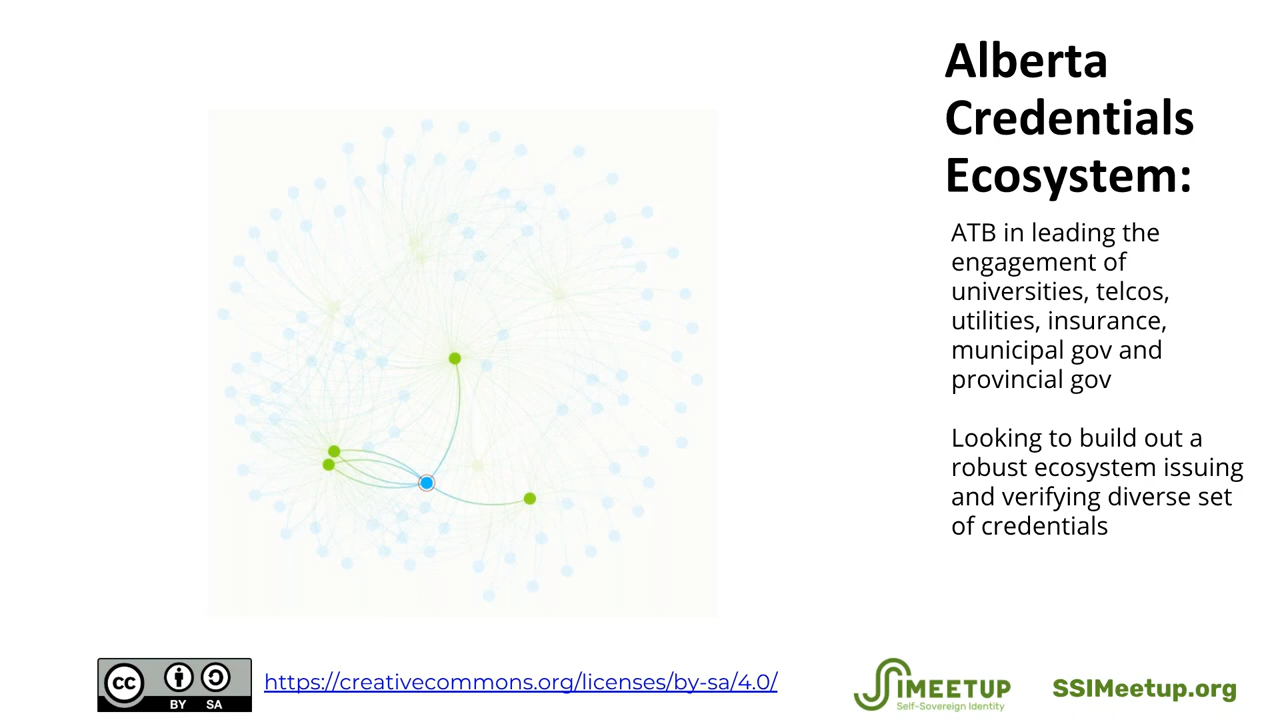 Alberta
Credentials
Ecosystem:
ATB in leading the
engagement of
universities, telcos,
utilities, insurance,
municipal gov and
provincial gov
Looking to build out a
robust ecosystem issuing
and verifying diverse set
of credentials
cc
BY SA
https://creativecommons.org/licenses/by-sa/4.0/
SSIMEETUP
Self-Sovereign Identity
SSIMeetup.org